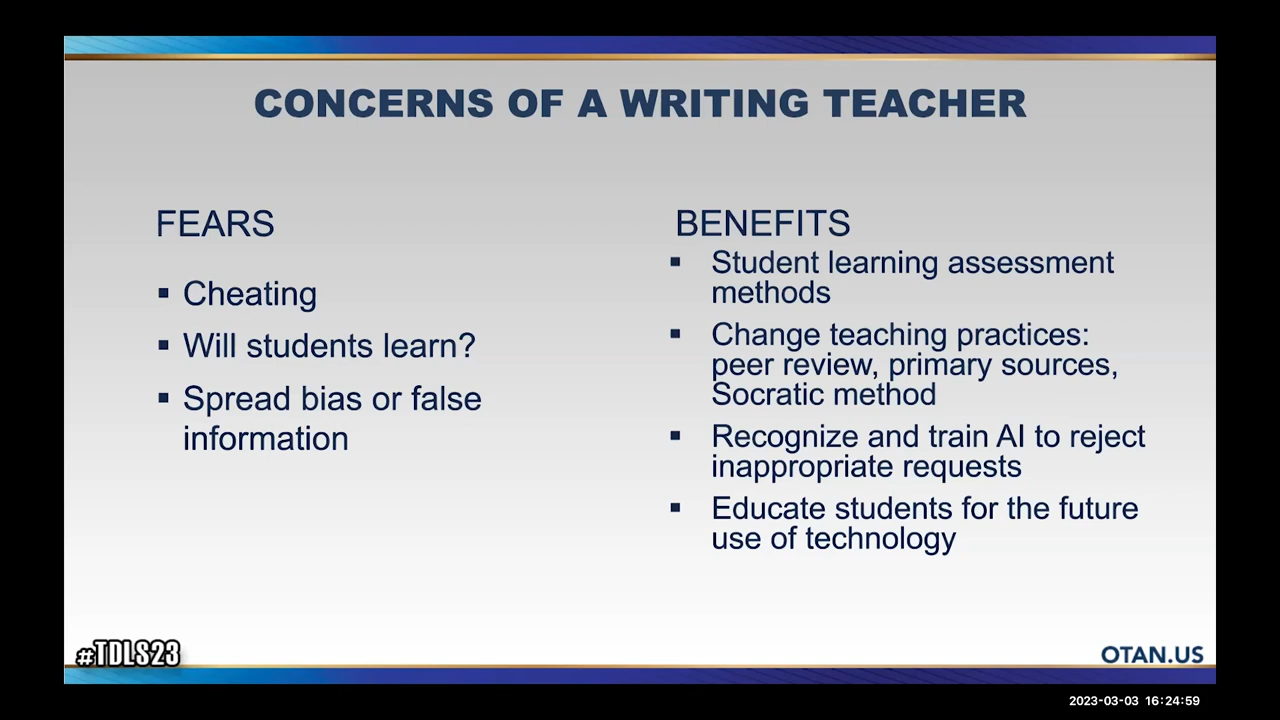 CONCERNS OF A WRITING TEACHER
FEARS
▪ Cheating
▪ Will students learn?
▪ Spread bias or false
information
BENEFITS
▪ Student learning assessment
methods
▪ Change teaching practices:
peer review, primary sources,
Socratic method
▪ Recognize and train AI to reject
inappropriate requests
▪ Educate students for the future
use of technology
#TDLS23
OTAN.US
2023-03-03 16:24:59